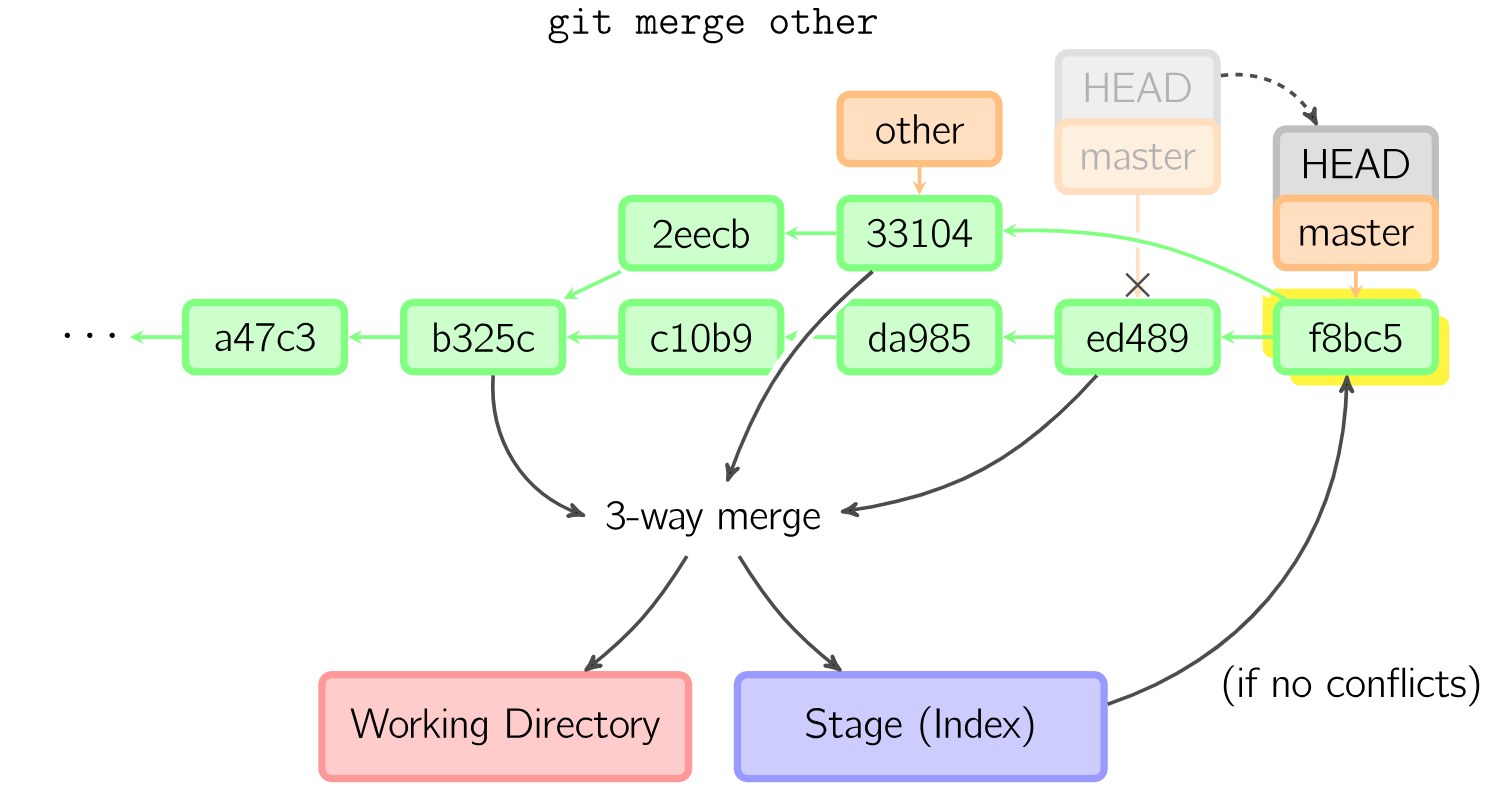 git merge other
HEAD
other
master
HEAD
2eecb
33104
master
...
a47c3
b325c
c10b9
da985
ed489
f8bc5
3-way merge
(if no conflicts)
Working Directory
Stage (Index)